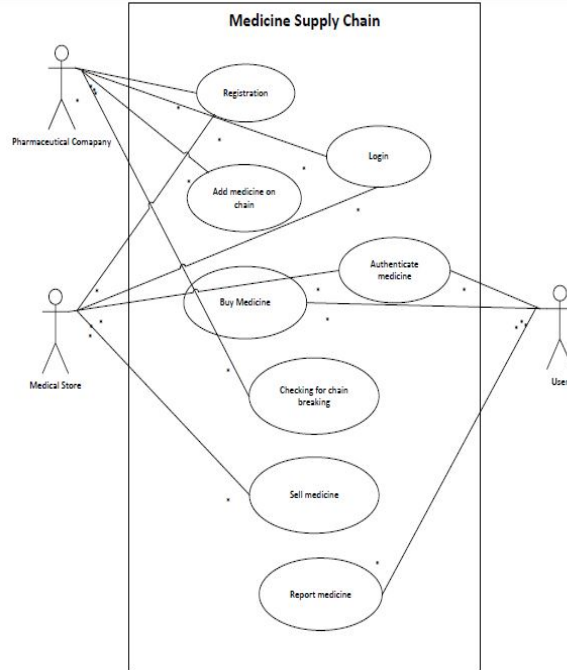 Medicine Supply Chain
Registration
Pharmaceutical Comapany
Login
Add medicine on
chain
Authenticate
medicine
Buy Medicine
Medical Store
User
Checking for chain
breaking
Sell medicine
Report medicine